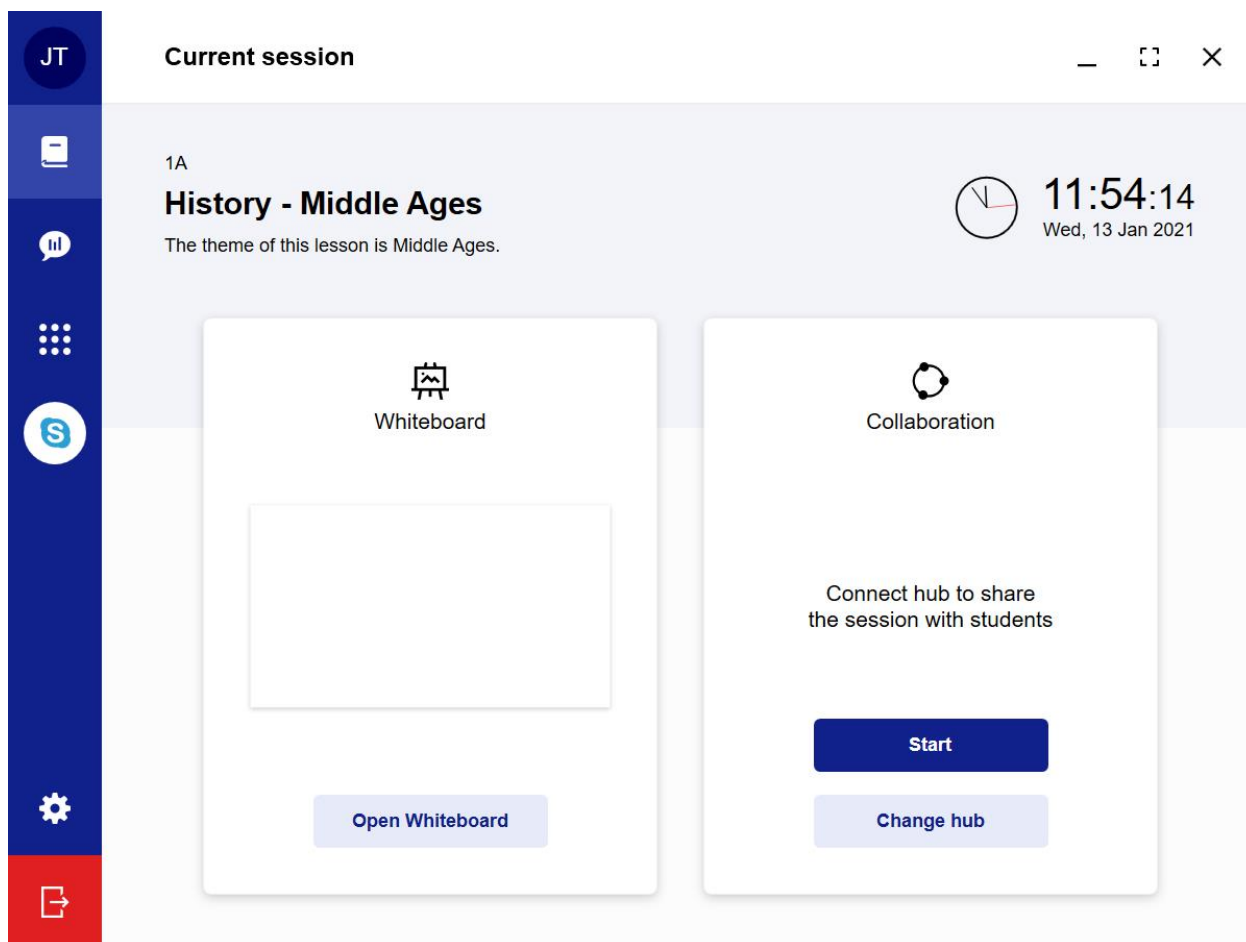 JT
Current session
1A
History - Middle Ages
The theme of this lesson is Middle Ages.
11:54:14
Wed, 13 Jan 2021
Whiteboard
Open Whiteboard
Collaboration
Connect hub to share
the session with students
Start
Change hub